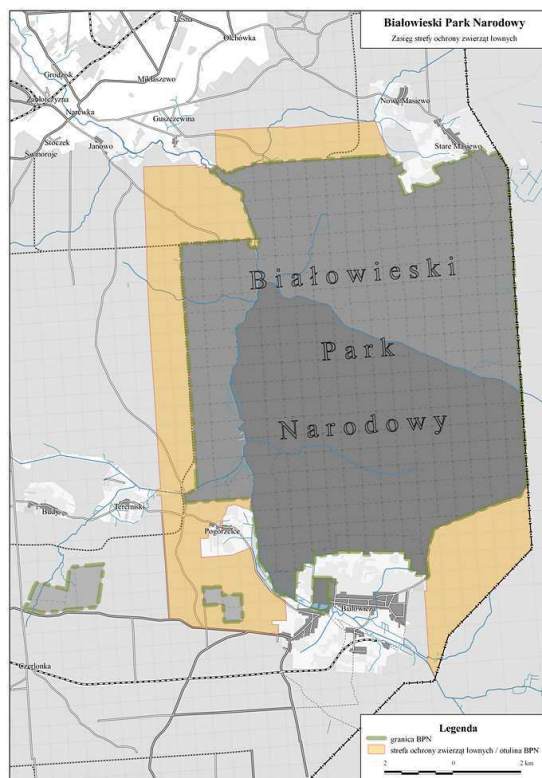 Białowieski Park Narodowy
Zasięg strefy ochrony zwierząt łownych
Leśna
Olchówka
Grodzisk
Mikłaszewo
Zabłotczyzna
Narewka
Guszczewina
Nowe Masiewo
Stoczek
Janowo
Stare Masiewo
Świnoroje
Białowieski
Park
Narodowy
Budy
Teremiski
Pogorzelce
Białowieża
Czerlonka
Legenda
granica BPN
strefa ochrony zwierząt łownych / otulina BPN
2 0 2 km